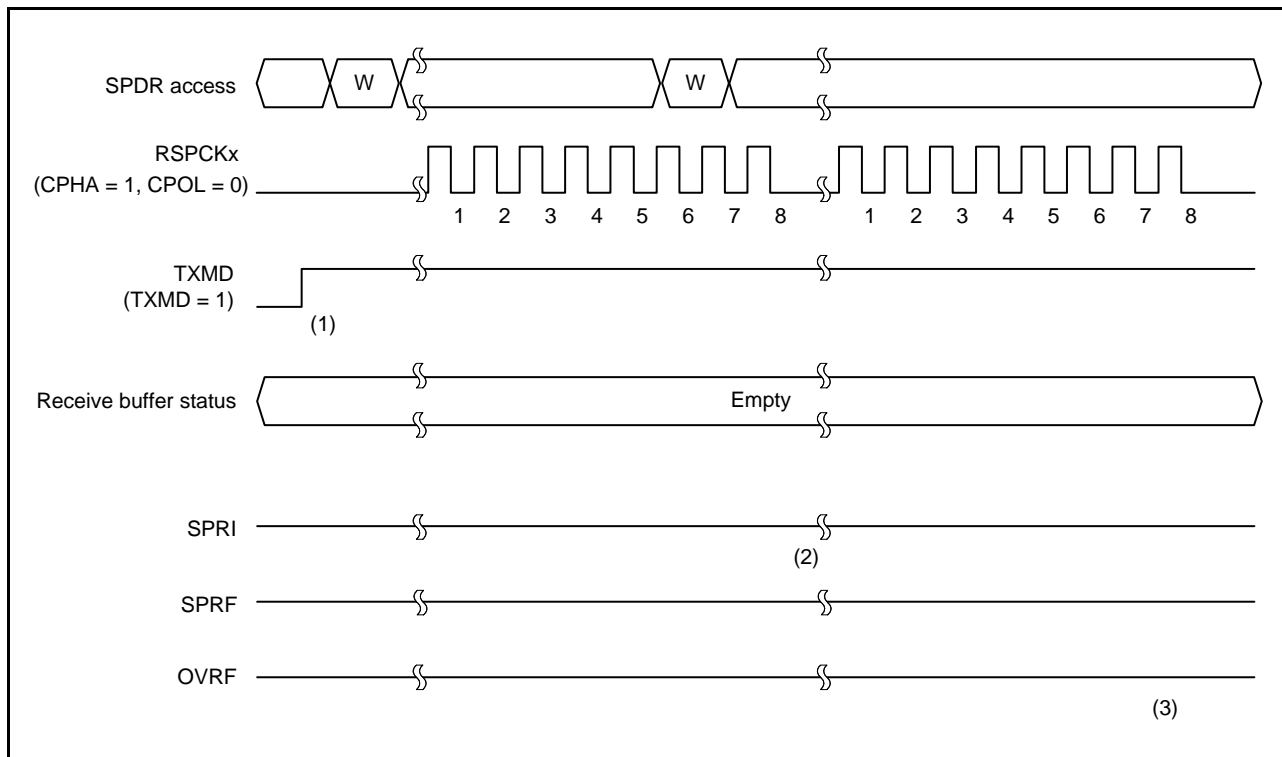 SPDR access
W
W
RSPCKx
(CPHA = 1, CPOL = 0)
1 2 3 4 5 6 7 8 1 2 3 4 5 6 7 8
TXMD
(TXMD = 1)
(1)
Receive buffer status
Empty
SPRI
(2)
SPRF
OVRF
(3)